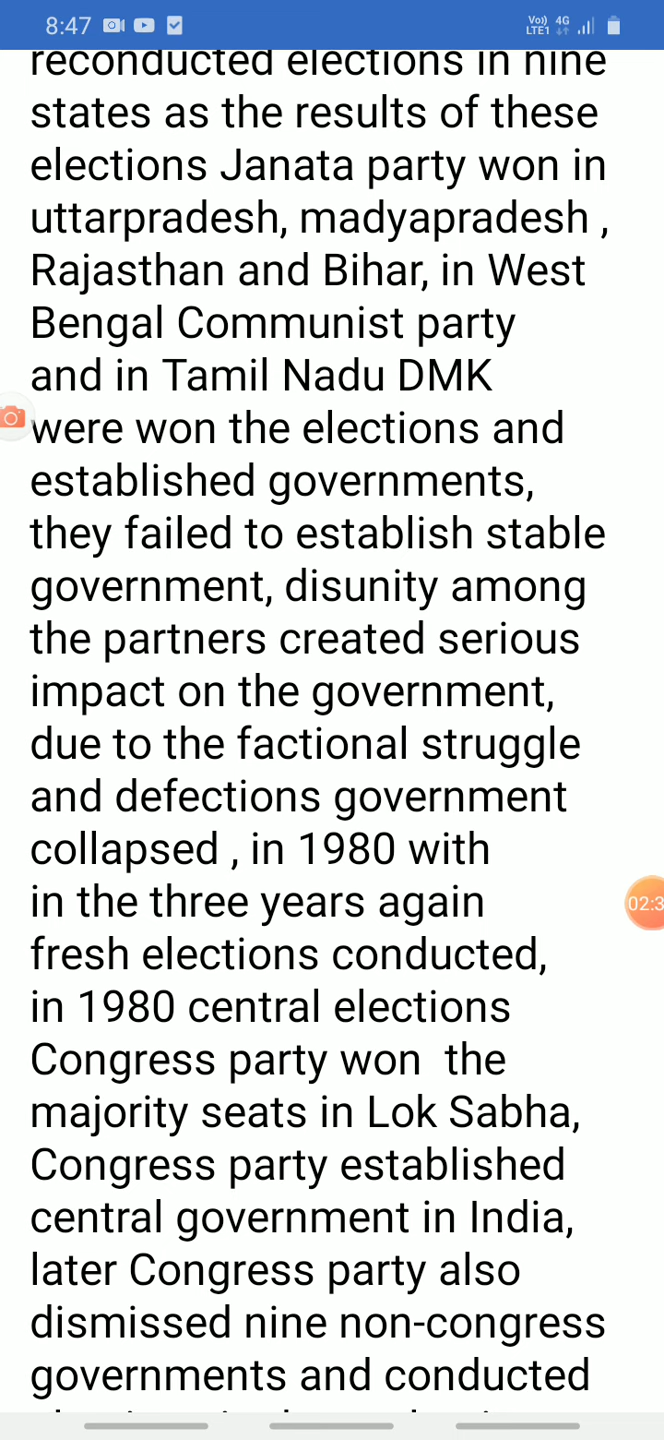 8:47
Vo)) 4G
LTE1
reconducted elections in nine
states as the results of these
elections Janata party won in
uttarpradesh, madyapradesh ,
Rajasthan and Bihar, in West
Bengal Communist party
and in Tamil Nadu DMK
were won the elections and
established governments,
they failed to establish stable
government, disunity among
the partners created serious
impact on the government,
due to the factional struggle
and defections government
collapsed , in 1980 with
02:3
in the three years again
fresh elections conducted,
in 1980 central elections
Congress party won  the
majority seats in Lok Sabha,
Congress party established
central government in India,
later Congress party also
dismissed nine non-congress
governments and conducted